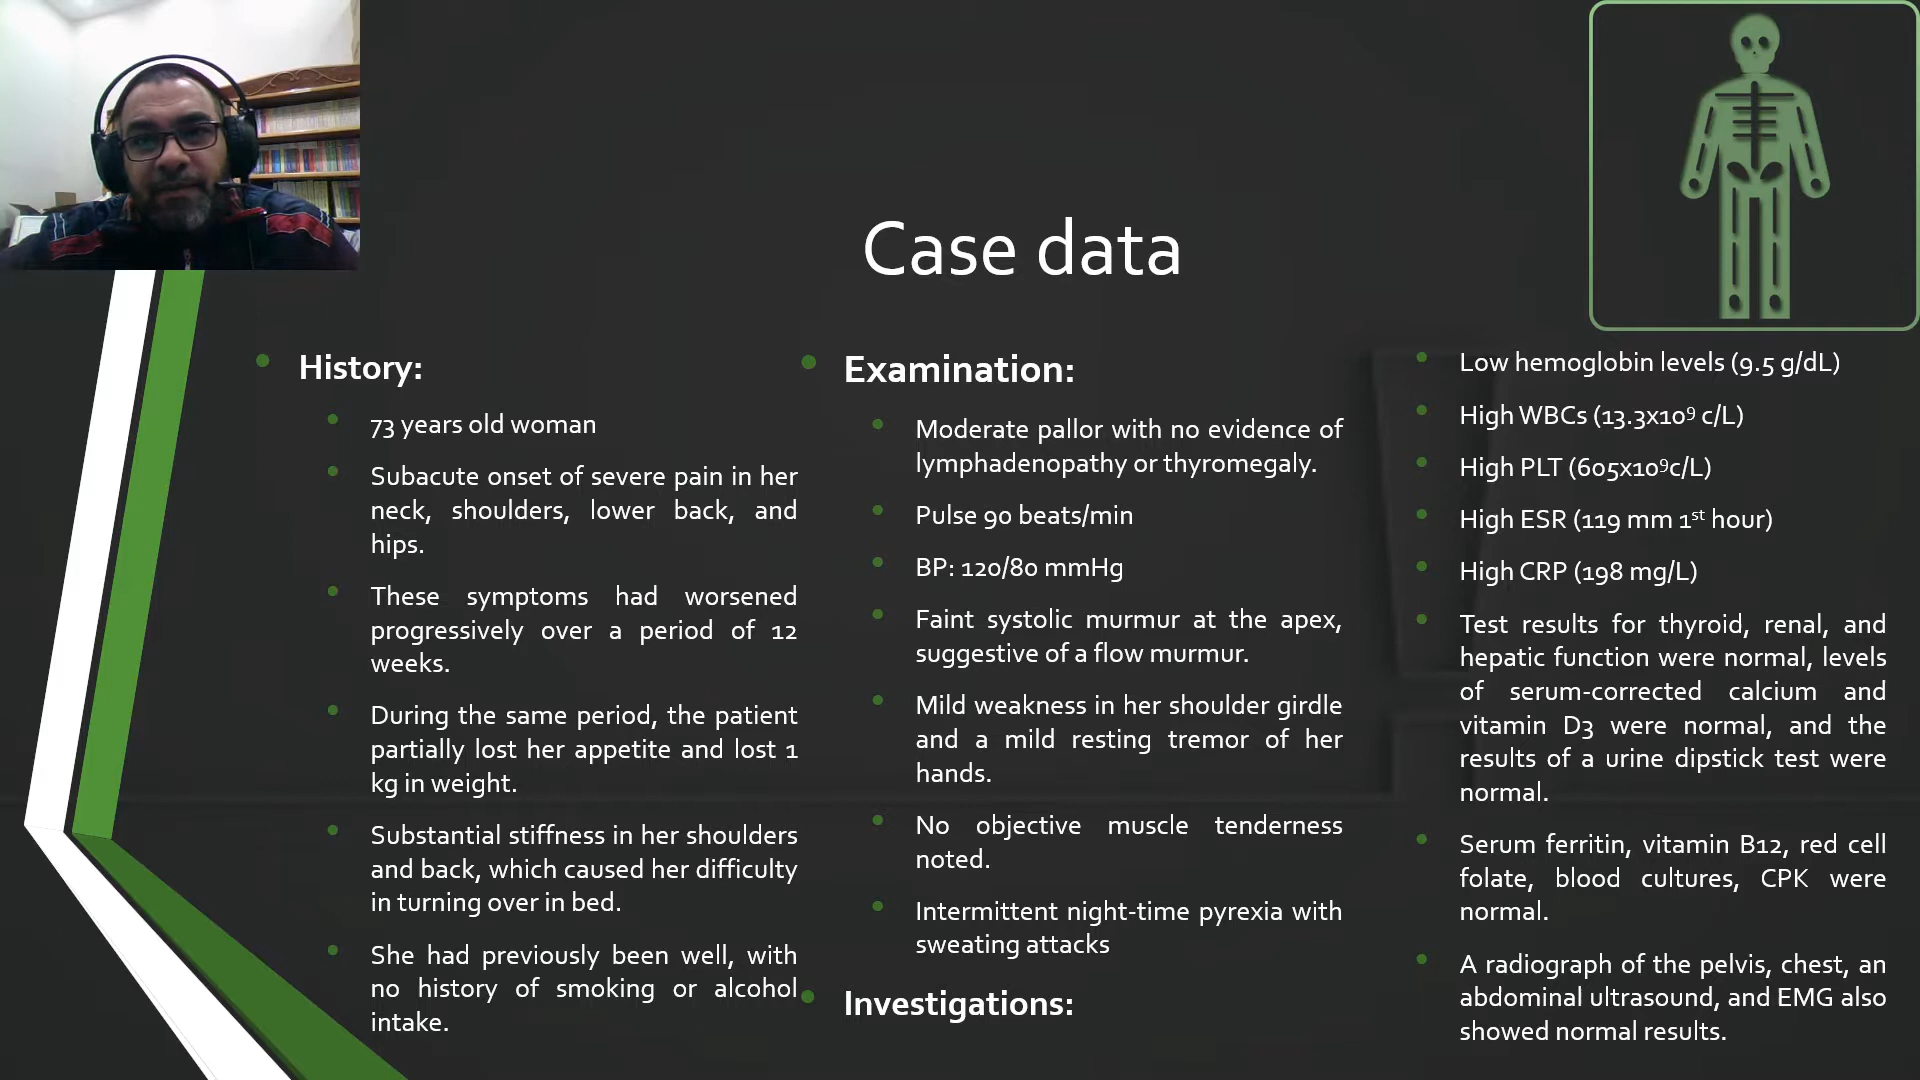 Case data
History:
73 years old woman
Subacute onset of severe pain in her
neck, shoulders, lower back, and
hips.
These symptoms had worsened
progressively over a period of 12
weeks.
During the same period, the patient
partially lost her appetite and lost 1
kg in weight.
Substantial stiffness in her shoulders
and back, which caused her difficulty
in turning over in bed.
She had previously been well, with
no history of smoking or alcohol
intake.
Examination:
Moderate pallor with no evidence of
lymphadenopathy or thyromegaly.
Pulse 90 beats/min
BP: 120/80 mmHg
Faint systolic murmur at the apex,
suggestive of a flow murmur.
Mild weakness in her shoulder girdle
and a mild resting tremor of her
hands.
No objective muscle tenderness
noted.
Intermittent night-time pyrexia with
sweating attacks
Investigations:
Low hemoglobin levels (9.5 g/dL)
High WBCs (13.3x10⁹ c/L)
High PLT (605x10⁹c/L)
High ESR (119 mm 1ˢᵗ hour)
High CRP (198 mg/L)
Test results for thyroid, renal, and
hepatic function were normal, levels
of serum-corrected calcium and
vitamin D3 were normal, and the
results of a urine dipstick test were
normal.
Serum ferritin, vitamin B12, red cell
folate, blood cultures, CPK were
normal.
A radiograph of the pelvis, chest, an
abdominal ultrasound, and EMG also
showed normal results.